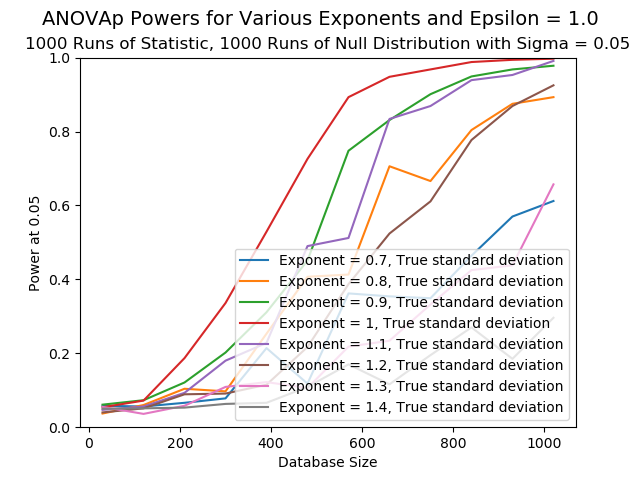 ANOVAp Powers for Various Exponents and Epsilon = 1.0
1000 Runs of Statistic, 1000 Runs of Null Distribution with Sigma = 0.05
1.0
0.8
0.6
0.4
0.2
0.0
Power at 0.05
Exponent = 0.7, True standard deviation
Exponent = 0.8, True standard deviation
Exponent = 0.9, True standard deviation
Exponent = 1, True standard deviation
Exponent = 1.1, True standard deviation
Exponent = 1.2, True standard deviation
Exponent = 1.3, True standard deviation
Exponent = 1.4, True standard deviation
0 200 400 600 800 1000
Database Size